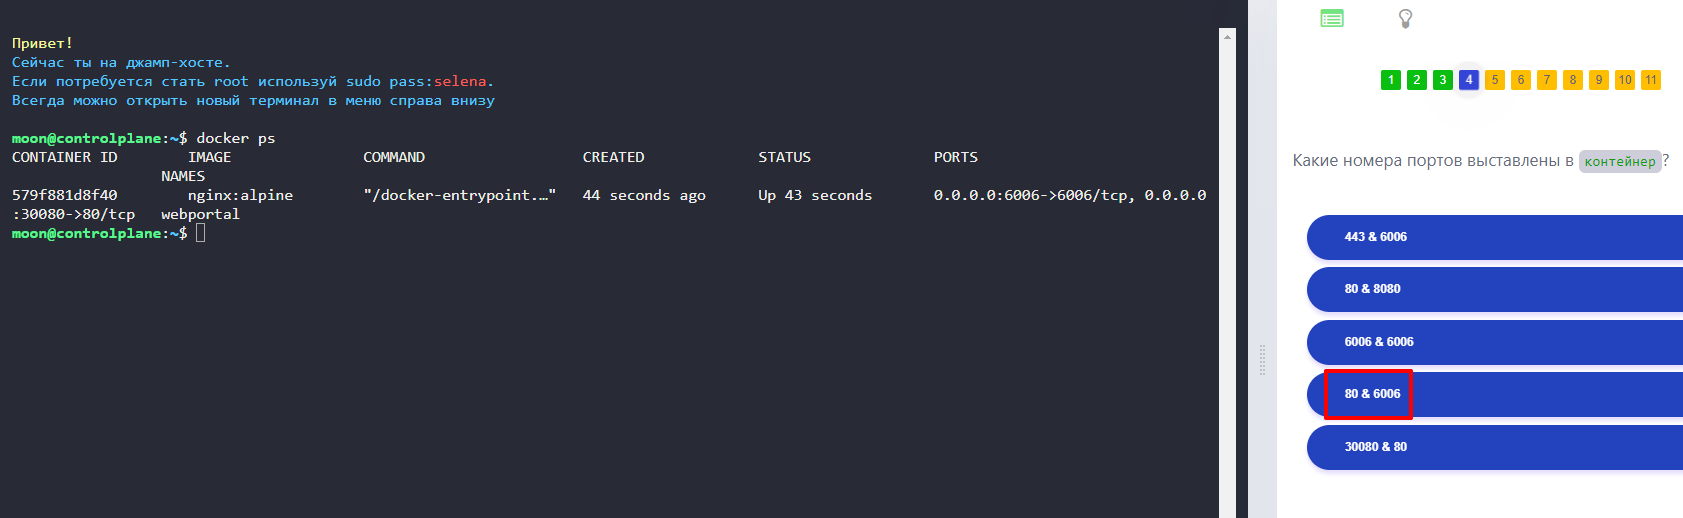 Привет!
Сейчас ты на джамп-хосте.
Если потребуется стать root используй sudo pass:selena.
Всегда можно открыть новый терминал в меню справа внизу
moon@controlplane:~$ docker ps
CONTAINER ID IMAGE COMMAND CREATED STATUS PORTS
NAMES
579f881d8f40 nginx:alpine "/docker-entrypoint.…" 44 seconds ago Up 43 seconds 0.0.0.0:6006->6006/tcp, 0.0.0.0
:30080->80/tcp webportal
moon@controlplane:~$
1 2 3 4 5 6 7 8 9 10 11
Какие номера портов выставлены в контейнер?
443 & 6006
80 & 8080
6006 & 6006
80 & 6006
30080 & 80